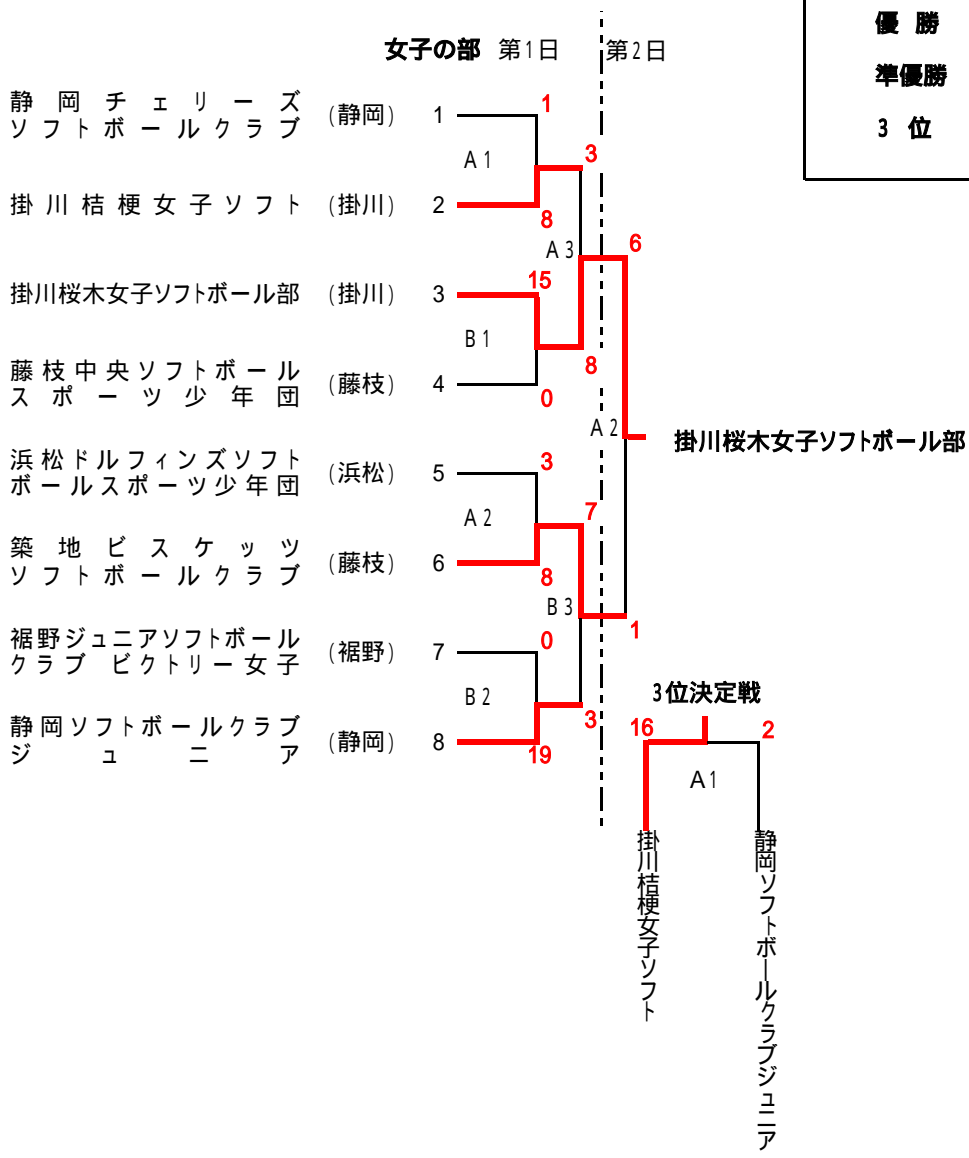 優勝
準優勝
3位
女子の部 第1日 第2日
静岡チェリーズ
ソフトボールクラブ
(静岡) 1
1
A1
3
掛川桔梗女子ソフト (掛川) 2
8
A3
6
15
掛川桜木女子ソフトボール部 (掛川) 3
B1
8
藤枝中央ソフトボール
スポーツ少年団
(藤枝) 4
0
A2
掛川桜木女子ソフトボール部
浜松ドルフィンズソフト
ボールスポーツ少年団
(浜松) 5
3
A2
7
築地ビスケッツ
ソフトボールクラブ
(藤枝) 6
8
B3
1
裾野ジュニアソフトボール
クラブ ビクトリー女子
(裾野) 7
0
B2
3
静岡ソフトボールクラブ
ジュニア
(静岡) 8
19
3位決定戦
16
2
A1
掛川桔梗女子ソフト
静岡ソフトボールクラブジュニア